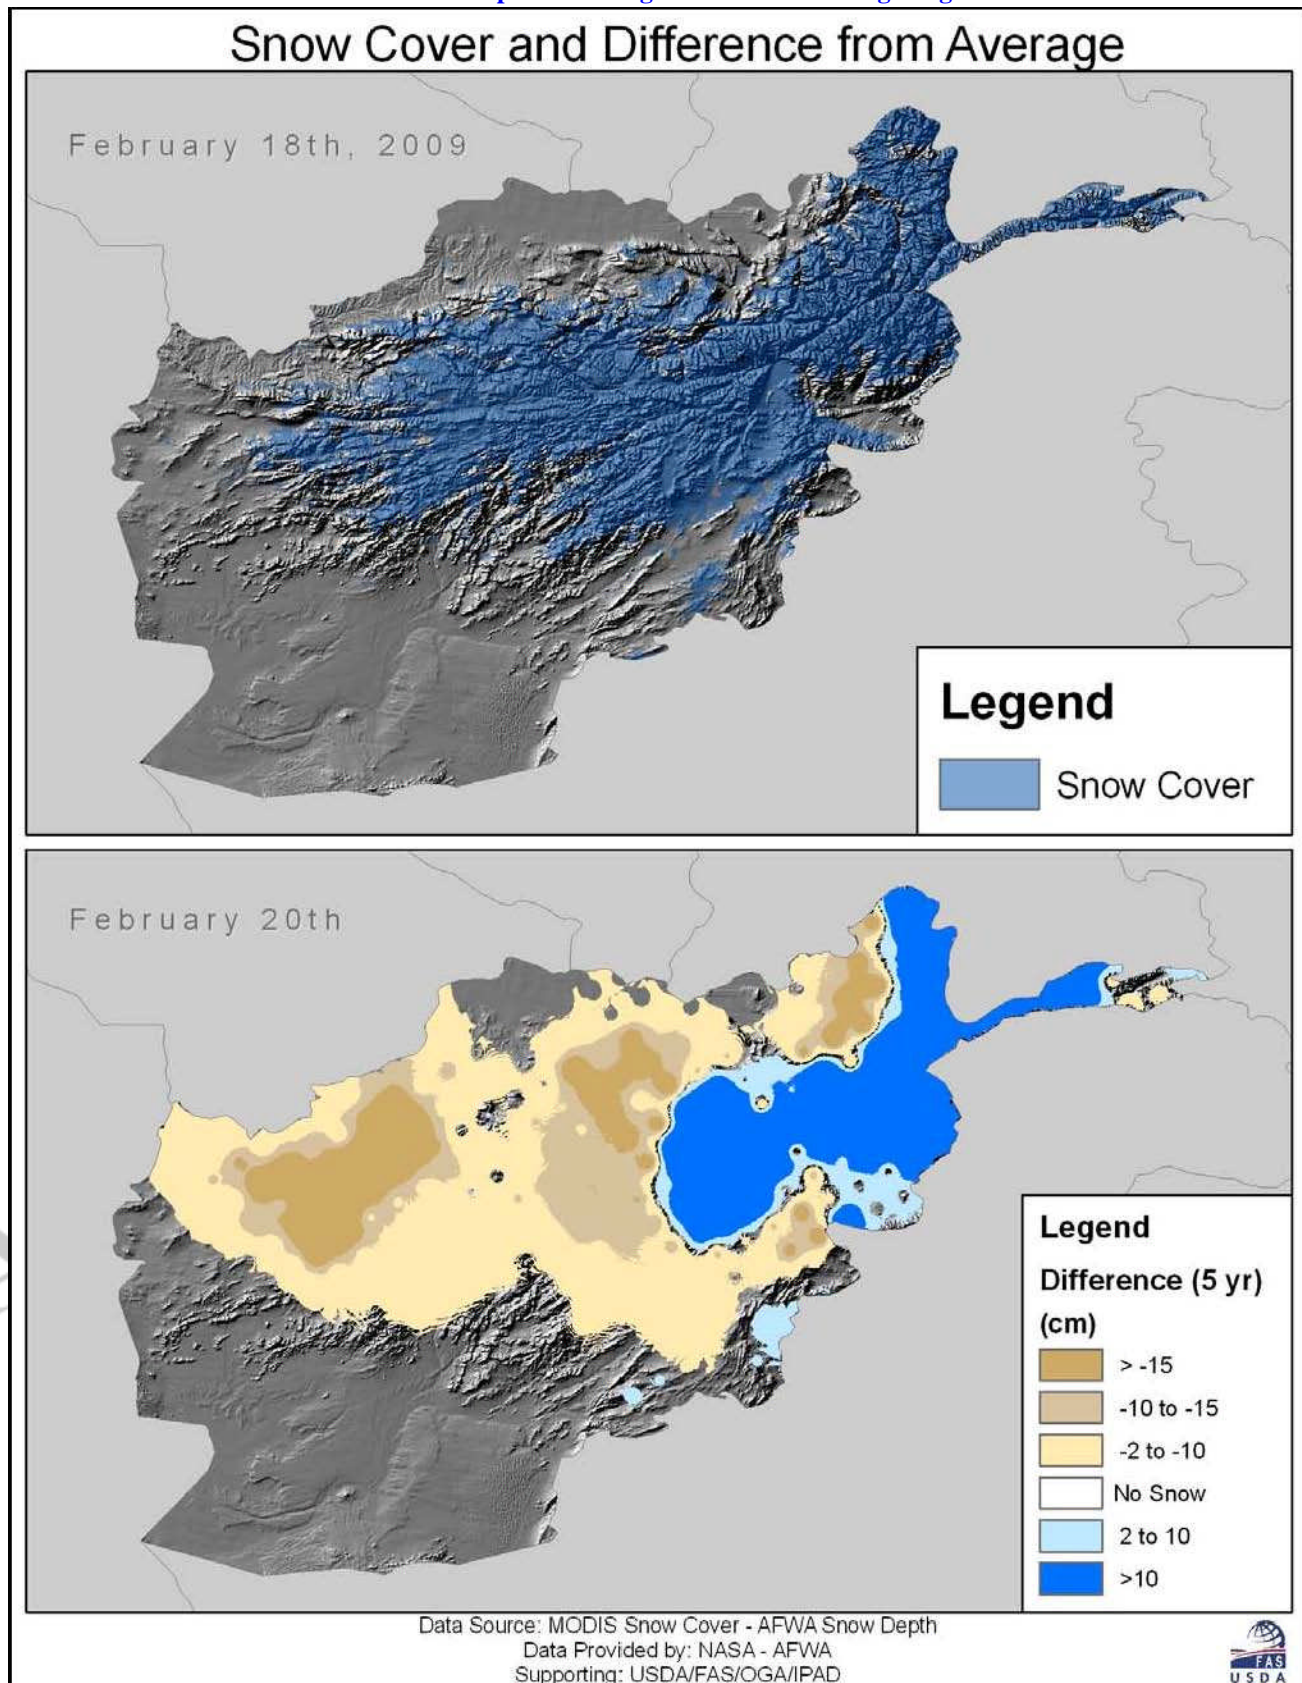 Snow Cover and Difference from Average
February 18th, 2009
Legend
Snow Cover
February 20th
Legend
Difference (5 yr)
(cm)
> -15
-10 to -15
-2 to -10
No Snow
2 to 10
>10
Data Source: MODIS Snow Cover - AFWA Snow Depth
Data Provided by: NASA - AFWA
Supporting: USDA/FAS/OGA/IPAD
FAS
USDA